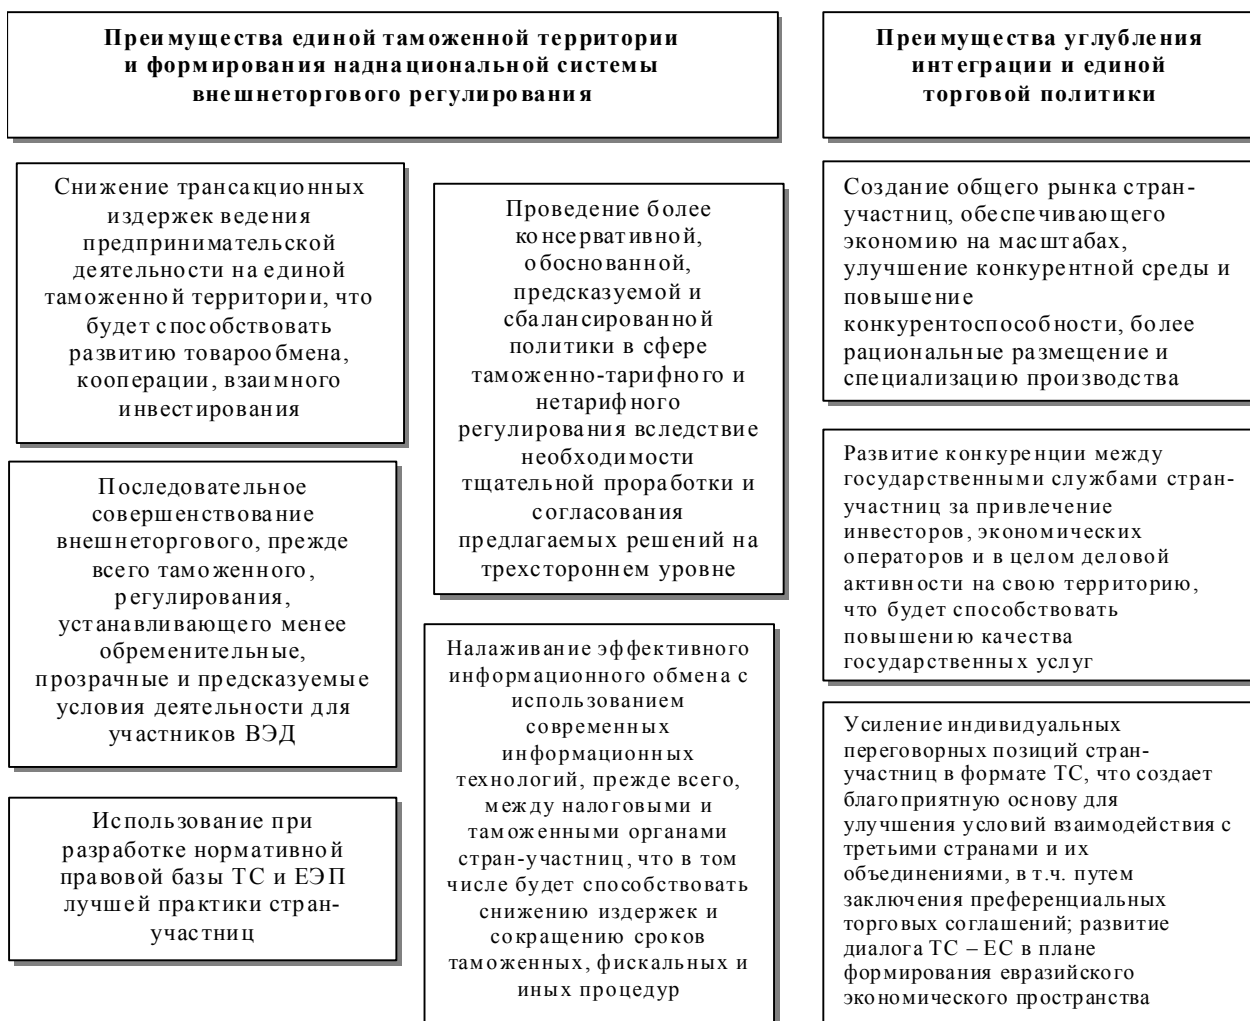 Преимущества единой таможенной территории
и формирования наднациональной системы
внешнеторгового регулирования
Снижение трансакционных
издержек ведения
предпринимательской
деятельности на единой
таможенной территории, что
будет способствовать
развитию товарообмена,
кооперации, взаимного
инвестирования
Последовательное
совершенствование
внешнеторгового, прежде
всего таможенного,
регулирования,
устанавливающего менее
обременительные,
прозрачные и предсказуемые
условия деятельности для
участников ВЭД
Использование при
разработке нормативной
правовой базы ТС и ЕЭП
лучшей практики стран-
участниц
Проведение более
консервативной,
обоснованной,
предсказуемой и
сбалансированной
политики в сфере
таможенно-тарифного и
нетарифного
регулирования вследствие
необходимости
тщательной проработки и
согласования
предлагаемых решений на
трехстороннем уровне
Налаживание эффективного
информационного обмена с
использованием
современных
информационных
технологий, прежде всего,
между налоговыми и
таможенными органами
стран-участниц, что в том
числе будет способствовать
снижению издержек и
сокращению сроков
таможенных, фискальных и
иных процедур
Преимущества углубления
интеграции и единой
торговой политики
Создание общего рынка стран-
участниц, обеспечивающего
экономию на масштабах,
улучшение конкурентной среды и
повышение
конкурентоспособности, более
рациональные размещение и
специализацию производства
Развитие конкуренции между
государственными службами стран-
участниц за привлечение
инвесторов, экономических
операторов и в целом деловой
активности на свою территорию,
что будет способствовать
повышению качества
государственных услуг
Усиление индивидуальных
переговорных позиций стран-
участниц в формате ТС, что создает
благоприятную основу для
улучшения условий взаимодействия с
третьими странами и их
объединениями, в т.ч. путем
заключения преференциальных
торговых соглашений; развитие
диалога ТС – ЕС в плане
формирования евразийского
экономического пространства